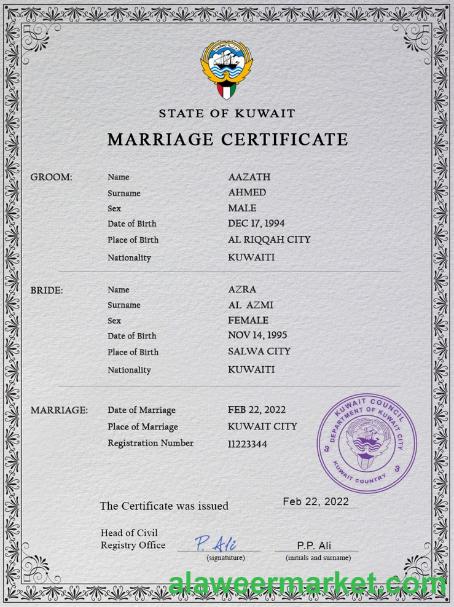 STATE OF KUWAIT
MARRIAGE CERTIFICATE
GROOM: Name AAZATH
Surname AHMED
Sex MALE
Date of Birth DEC 17, 1994
Place of Birth AL RIQQAH CITY
Nationality KUWAITI
BRIDE: Name AZRA
Surname AL AZMI
Sex FEMALE
Date of Birth NOV 14, 1995
Place of Birth SALWA CITY
Nationality KUWAITI
MARRIAGE: Date of Marriage FEB 22, 2022
Place of Marriage KUWAIT CITY
Registration Number 11223344
KUWAIT COUNCIL
DEPARTMENT OF KUWAIT CITY
KUWAIT COUNTRY
The Certificate was issued Feb 22, 2022
Head of Civil
Registry Office P. Ali P.P. Ali
(initials and surname)
alaweermarket.com